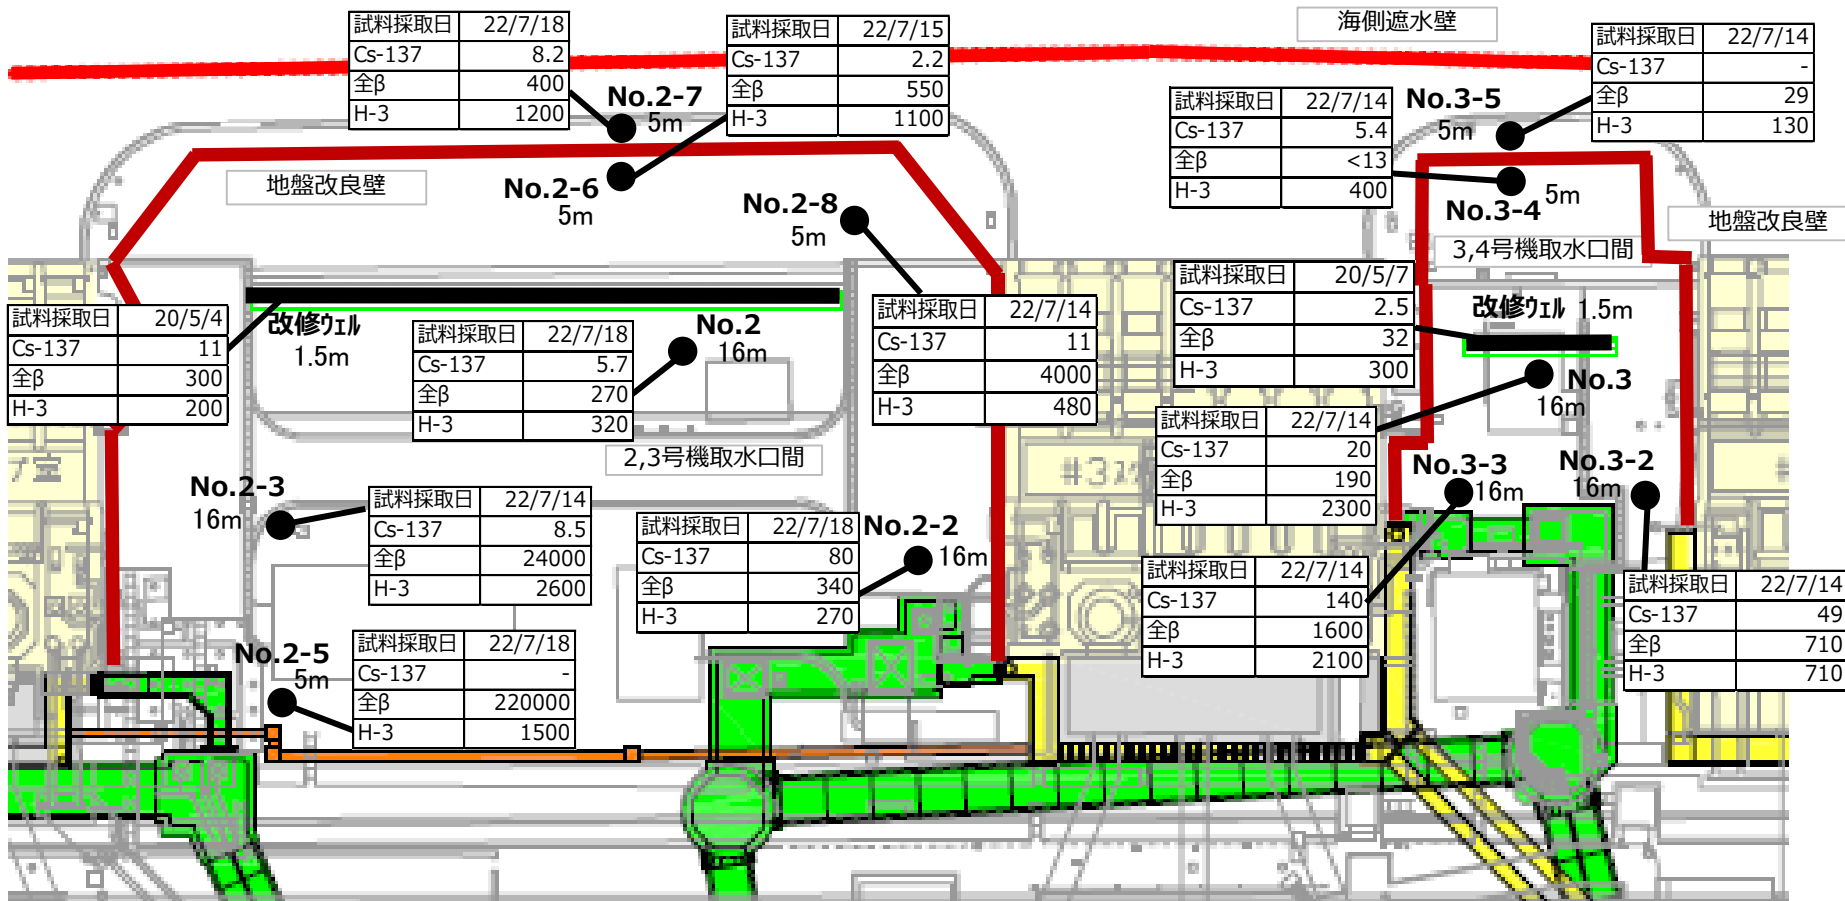 海側遮水壁
試料採取日 22/7/18
Cs-137 8.2
全β 400
H-3 1200
No.2-7
5m
試料採取日 22/7/15
Cs-137 2.2
全β 550
H-3 1100
No.2-6
5m
試料採取日 22/7/14
Cs-137 5.4
全β <13
H-3 400
No.3-4
5m
試料採取日 22/7/14
Cs-137 -
全β 29
H-3 130
No.3-5
5m
地盤改良壁
地盤改良壁
No.2-8
5m
試料採取日 22/7/14
Cs-137 11
全β 4000
H-3 480
3,4号機取水口間
試料採取日 20/5/4
Cs-137 11
全β 300
H-3 200
改修ウェル
1.5m
試料採取日 22/7/18
Cs-137 5.7
全β 270
H-3 320
No.2
16m
試料採取日 20/5/7
Cs-137 2.5
全β 32
H-3 300
改修ウェル 1.5m
No.3
16m
試料採取日 22/7/14
Cs-137 20
全β 190
H-3 2300
2,3号機取水口間
No.2-3
16m
試料採取日 22/7/14
Cs-137 8.5
全β 24000
H-3 2600
試料採取日 22/7/18
Cs-137 80
全β 340
H-3 270
No.2-2
16m
No.3-3
16m
試料採取日 22/7/14
Cs-137 140
全β 1600
H-3 2100
No.3-2
16m
試料採取日 22/7/14
Cs-137 49
全β 710
H-3 710
No.2-5
5m
試料採取日 22/7/18
Cs-137 -
全β 220000
H-3 1500